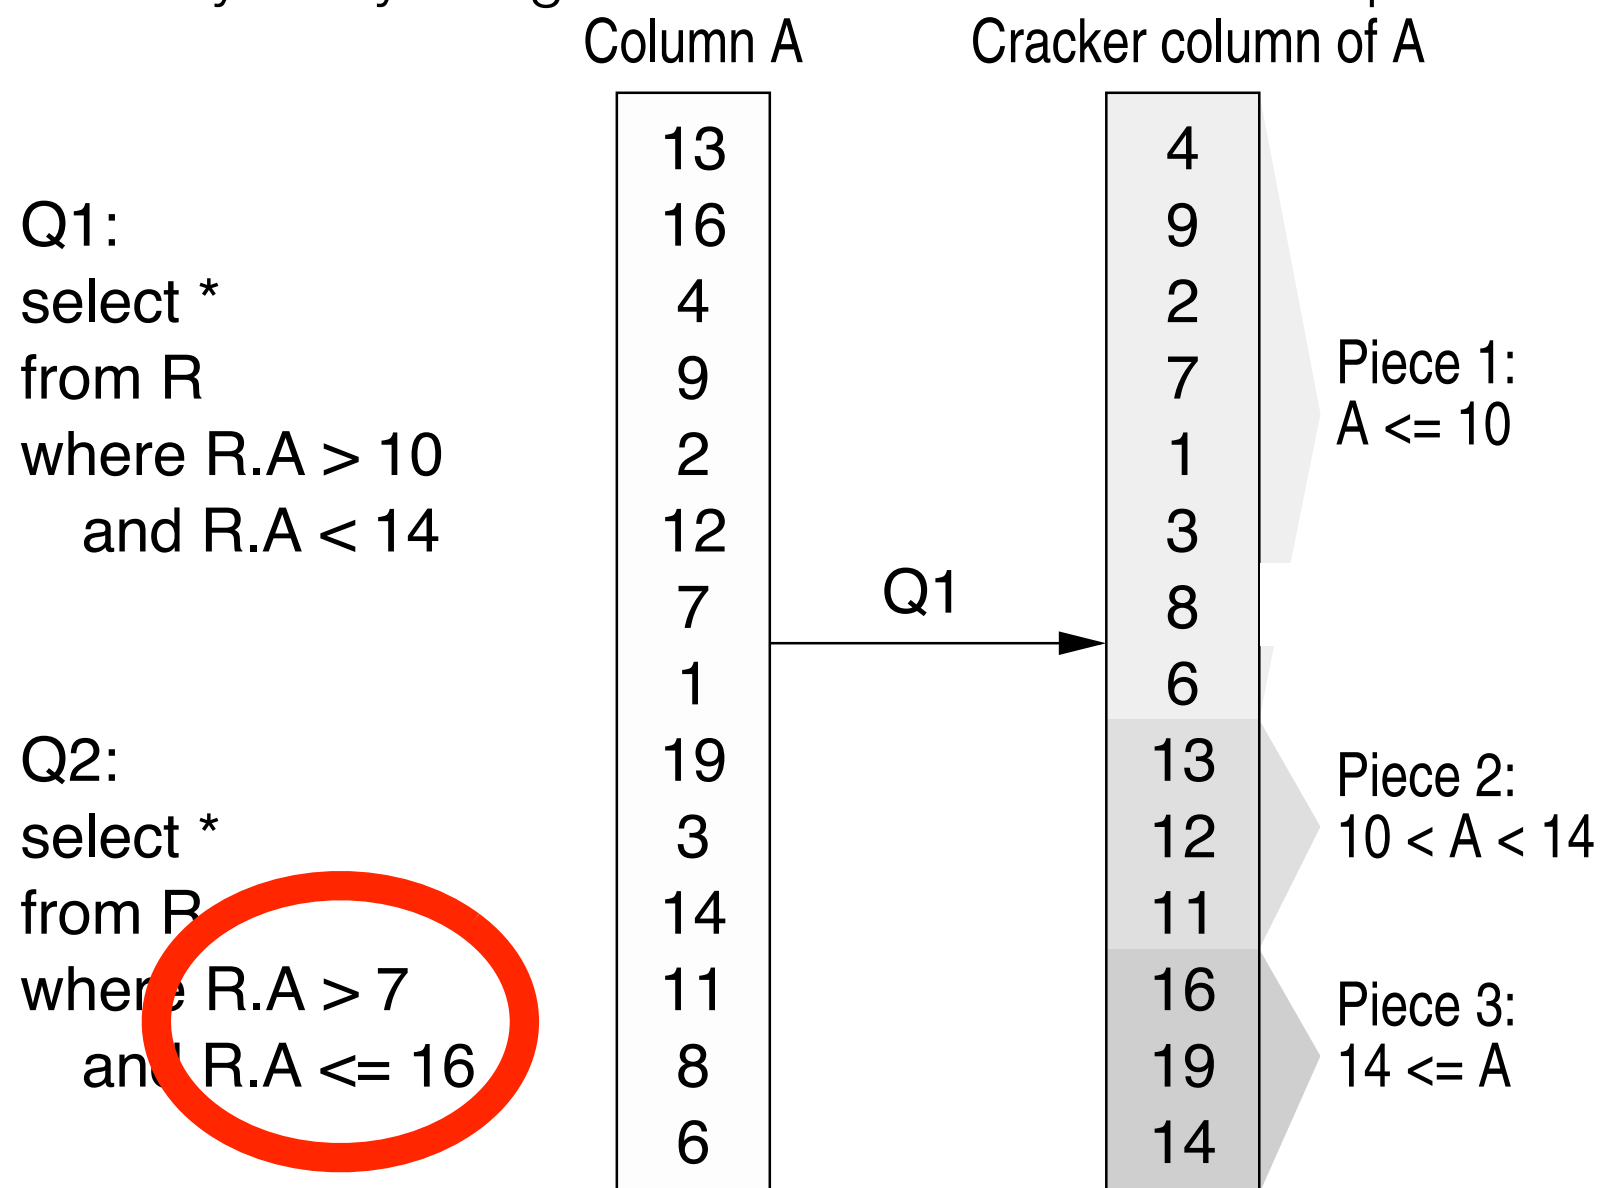 Column A
Cracker column of A
Q1:
select *
from R
where R.A > 10
and R.A < 14
Q2:
select *
from R
where R.A > 7
and R.A <= 16
13
16
4
9
2
12
7
1
19
3
14
11
8
6
Q1
4
9
2
7
1
3
8
6
13
12
11
16
19
14
Piece 1:
A <= 10
Piece 2:
10 < A < 14
Piece 3:
14 <= A